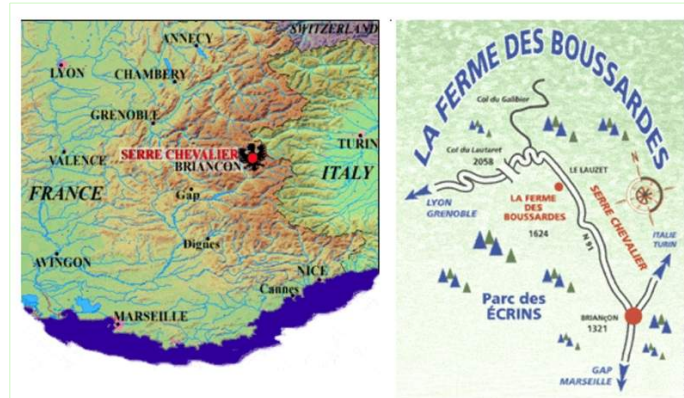 SWITZERLAND
ANNECY
LYON
CHAMBERY
GRENOBLE
TURIN
VALENCE
SERRE CHEVALIER
BRIANCON
ITALY
FRANCE
Gap
Dignes
AVINGON
NICE
Cannes
MARSEILLE
LA FERME DES BOUSSARDES
Col du Galibier
Col du Lautaret
2058
LE LAUZET
N
LYON
GRENOBLE
LA FERME
DES
BOUSSARDES
1624
SERRE CHEVALIER
N 91
ITALIE
TURIN
Parc des
ÉCRINS
BRIANÇON
1321
GAP
MARSEILLE